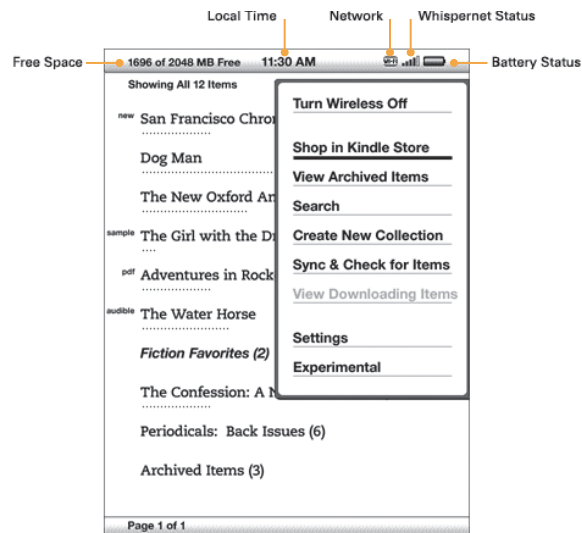 Local Time
Network
Whispernet Status
Free Space
1696 of 2048 MB Free
11:30 AM
Battery Status
Showing All 12 Items
new San Francisco Chro
Dog Man
The New Oxford Am
sample The Girl with the D
pdf Adventures in Rock
audible The Water Horse
Fiction Favorites (2)
The Confession: A N
Periodicals: Back Issues (6)
Archived Items (3)
Turn Wireless Off
Shop in Kindle Store
View Archived Items
Search
Create New Collection
Sync & Check for Items
View Downloading Items
Settings
Experimental
Page 1 of 1